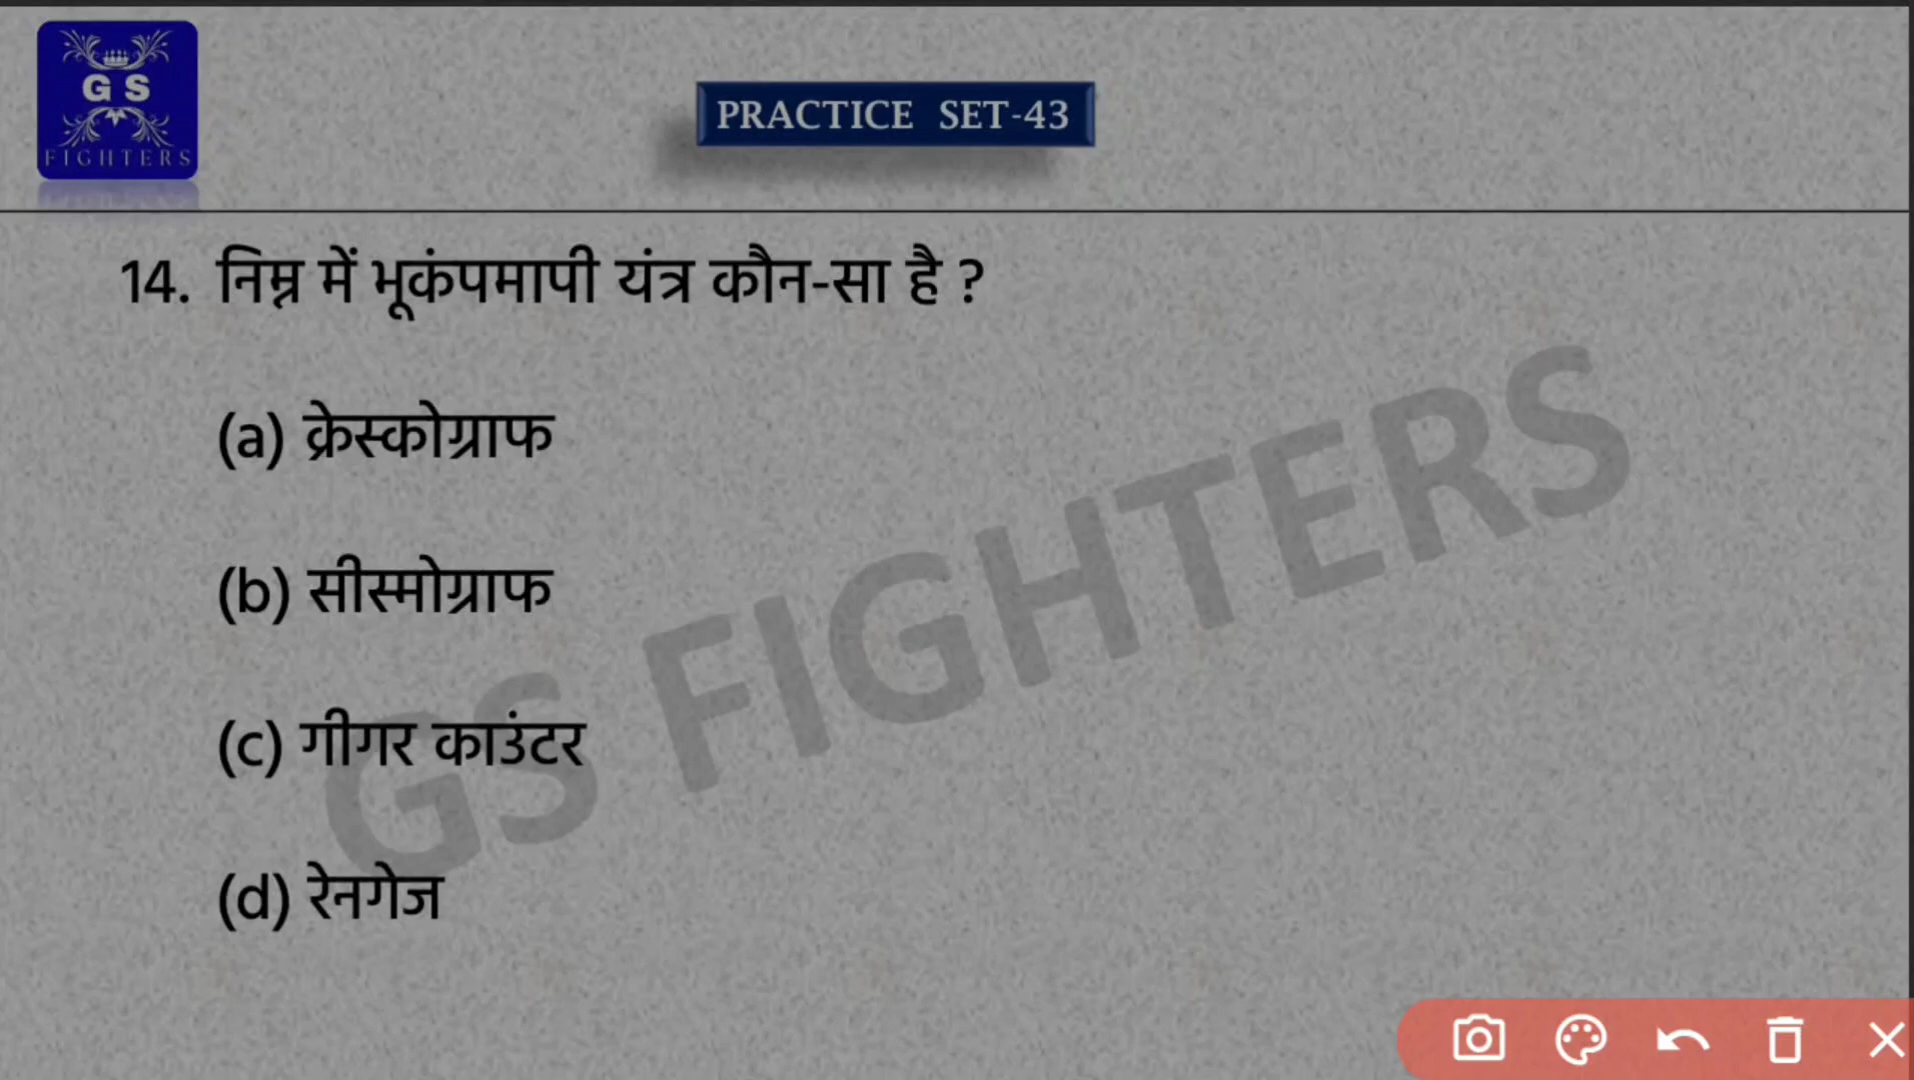 G S
FIGHTERS
PRACTICE SET-43
14. निम्न में भूकंपमापी यंत्र कौन-सा है ?
(a) क्रेस्कोग्राफ
(b) सीस्मोग्राफ
(c) गीगर काउंटर
(d) रेनगेज
GS FIGHTERS